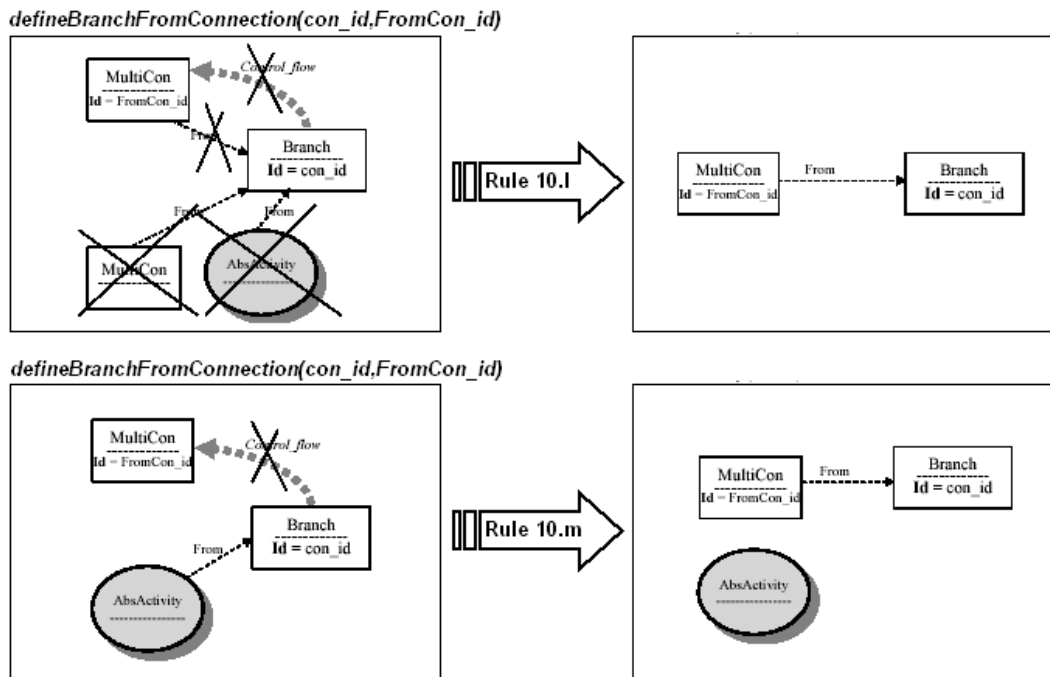 defineBranchFromConnection(con_id,FromCon_id)
Control_flow
MultiCon
Id = FromCon_id
From
Branch
Id = con_id
From
From
MultiCon
AbsActivity
Rule 10.l
MultiCon
Id = FromCon_id
From
Branch
Id = con_id
defineBranchFromConnection(con_id,FromCon_id)
MultiCon
Id = FromCon_id
Control_flow
Branch
Id = con_id
From
AbsActivity
Rule 10.m
MultiCon
Id = FromCon_id
From
Branch
Id = con_id
AbsActivity